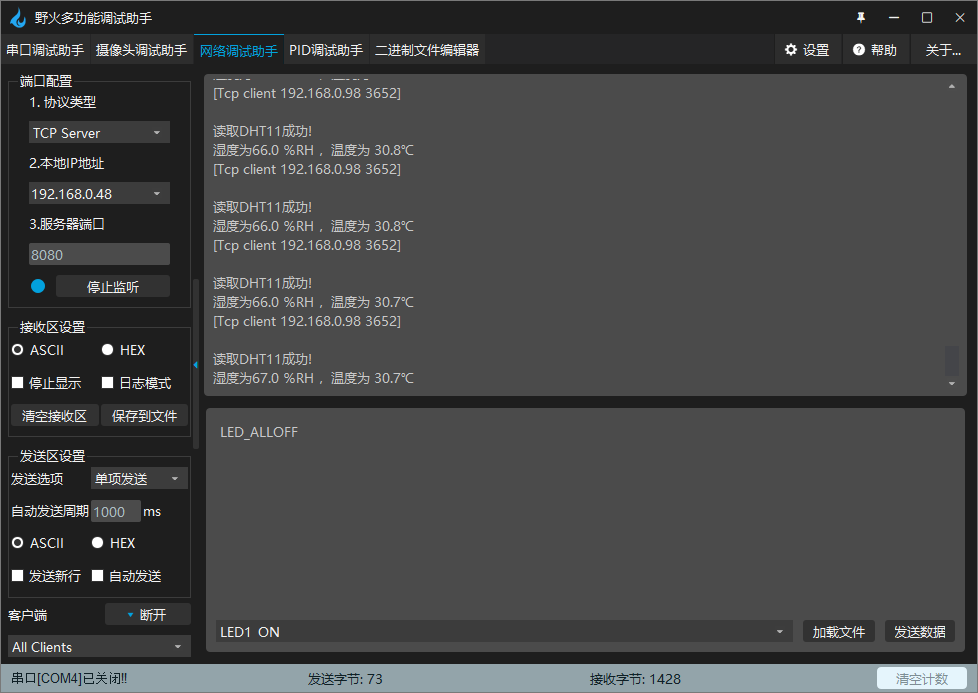 野火多功能调试助手
串口调试助手 摄像头调试助手 网络调试助手 PID调试助手 二进制文件编辑器 设置 帮助 关于...
端口配置
1. 协议类型
TCP Server
2.本地IP地址
192.168.0.48
3.服务器端口
8080
停止监听
接收区设置
ASCII HEX
停止显示 日志模式
清空接收区 保存到文件
发送区设置
发送选项 单项发送
自动发送周期 1000 ms
ASCII HEX
发送新行 自动发送
客户端 断开
All Clients
[Tcp client 192.168.0.98 3652]
读取DHT11成功!
湿度为66.0 %RH ，温度为 30.8℃
[Tcp client 192.168.0.98 3652]
读取DHT11成功!
湿度为66.0 %RH ，温度为 30.8℃
[Tcp client 192.168.0.98 3652]
读取DHT11成功!
湿度为66.0 %RH ，温度为 30.7℃
[Tcp client 192.168.0.98 3652]
读取DHT11成功!
湿度为67.0 %RH ，温度为 30.7℃
LED_ALLOFF
LED1 ON 加载文件 发送数据
串口[COM4]已关闭!! 发送字节: 73 接收字节: 1428 清空计数